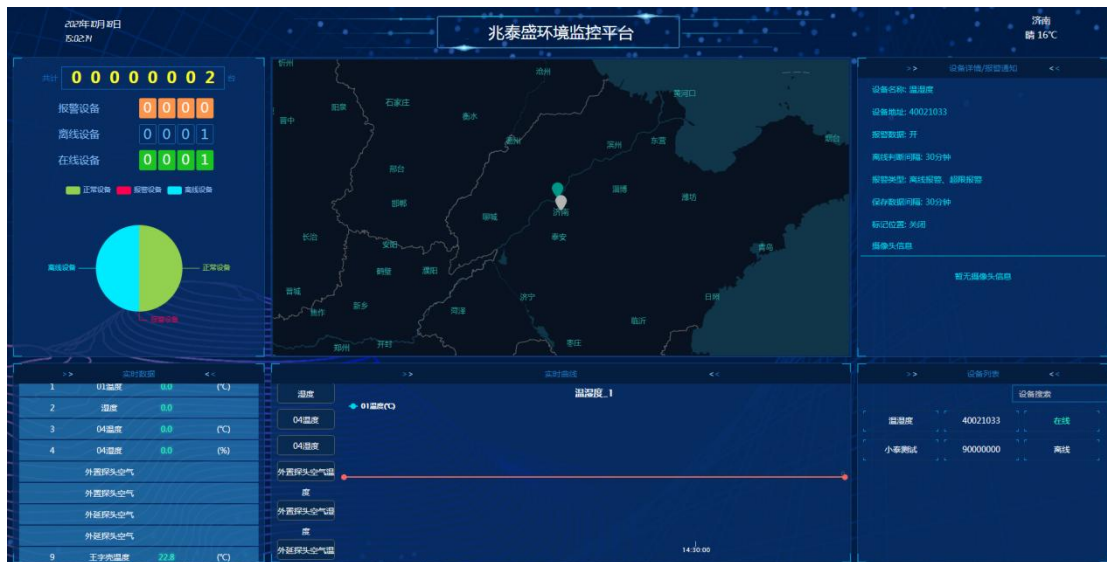 15:02:14
兆泰盛环境监控平台
济南
晴 16℃
共计 0 0 0 0 0 0 0 2 台
报警设备 0 0 0 0
离线设备 0 0 0 1
在线设备 0 0 0 1
正常设备 报警设备 离线设备
离线设备
正常设备
报警设备
忻州
沧州
阳泉
石家庄
黄河口
晋中
衡水
德州
滨州
东营
烟台
邢台
淄博
潍坊
邯郸
聊城
济南
长治
安阳
泰安
青岛
鹤壁
濮阳
晋城
济宁
日照
焦作
新乡
菏泽
临沂
郑州
开封
枣庄
>> 设备详情/报警通知 <<
设备名称: 温湿度
设备地址: 40021033
报警数据: 开
离线判断间隔: 30分钟
报警类型: 离线报警、超限报警
保存数据间隔: 30分钟
标记位置: 关闭
摄像头信息
暂无摄像头信息
>> 实时数据 <<
1 01温度 0.0 (℃)
2 湿度 0.0
3 04温度 0.0 (℃)
4 04湿度 0.0 (%)
外置探头空气
外置探头空气
外延探头空气
外延探头空气
9 王字壳温度 22.8 (℃)
>> 实时曲线 <<
温湿度_1
01温度(℃)
湿度
04温度
04湿度
外置探头空气温
度
外置探头空气湿
度
外延探头空气温
0
14:30:00
>> 设备列表 <<
设备搜索
温湿度 40021033 在线
小泰测试 90000000 离线